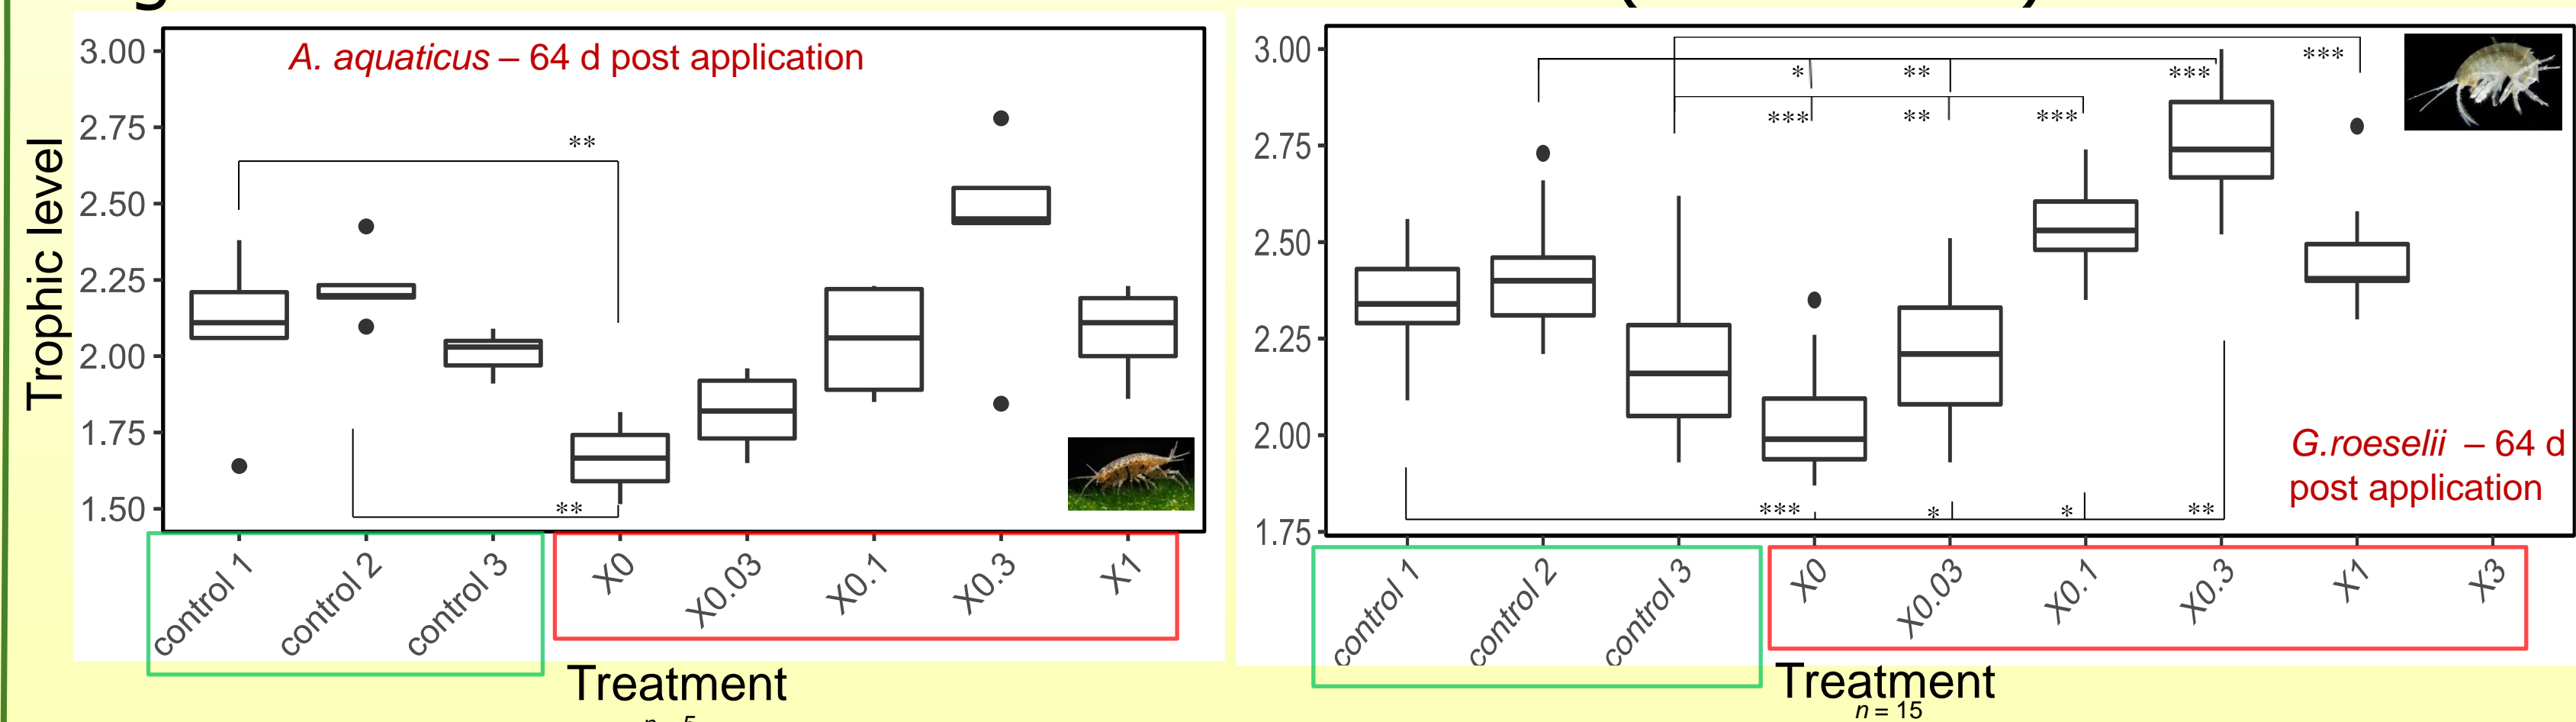 A. aquaticus – 64 d post application
Trophic level
3.00
2.75
2.50
2.25
2.00
1.75
1.50
**
**
control 1
control 2
control 3
X0
X0.03
X0.1
X0.3
X1
Treatment
3.00
2.75
2.50
2.25
2.00
1.75
***
* ** ***
*** ** ***
G.roeselii – 64 d
post application
*** * * **
control 1
control 2
control 3
X0
X0.03
X0.1
X0.3
X1
X3
Treatment
n = 15